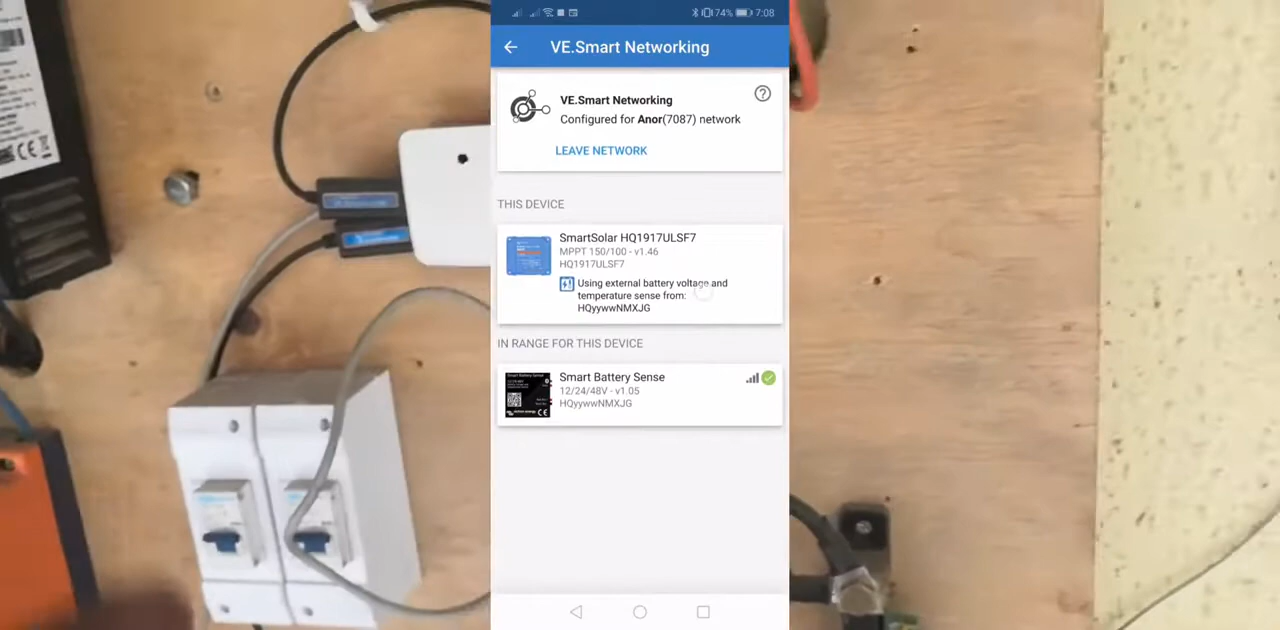 74% 7:08
VE.Smart Networking
VE.Smart Networking
Configured for Anor(7087) network
LEAVE NETWORK
THIS DEVICE
SmartSolar HQ1917ULSF7
MPPT 150/100 - v1.46
HQ1917ULSF7
Using external battery voltage and
temperature sense from:
HQyywwNMXJG
IN RANGE FOR THIS DEVICE
Smart Battery Sense
12/24/48V - v1.05
HQyywwNMXJG